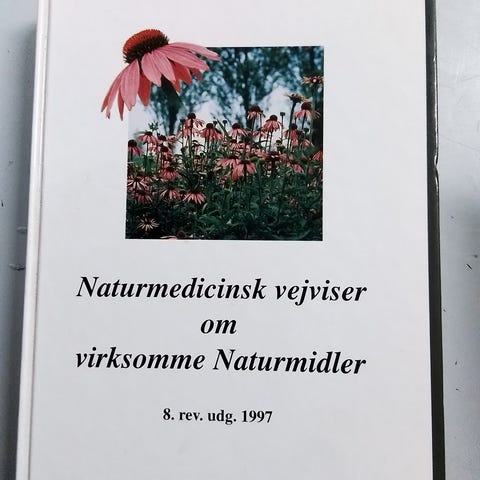 Naturmedicinsk vejviser
om
virksomme Naturmidler
8. rev. udg. 1997